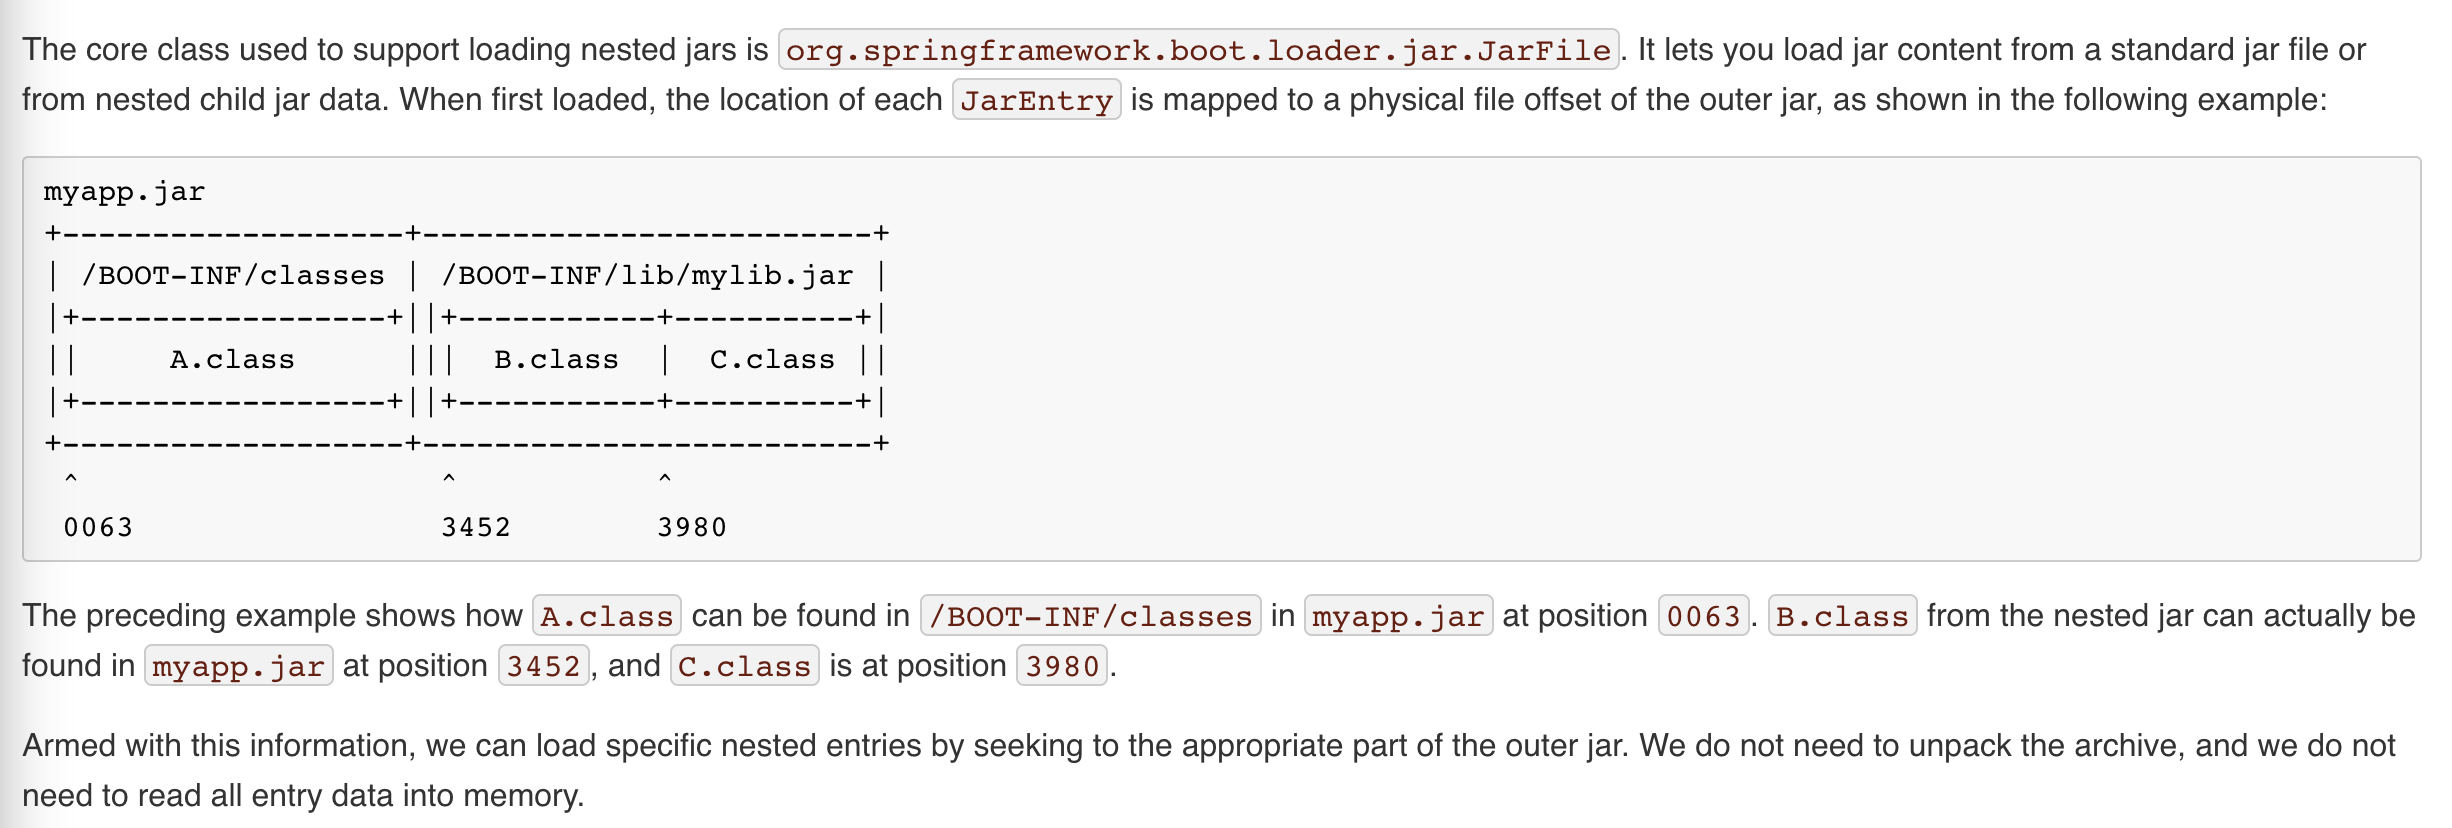 The core class used to support loading nested jars is org.springframework.boot.loader.jar.JarFile. It lets you load jar content from a standard jar file or
from nested child jar data. When first loaded, the location of each JarEntry is mapped to a physical file offset of the outer jar, as shown in the following example:
myapp.jar
+-------------------+-------------------------+
| /BOOT-INF/classes | /BOOT-INF/lib/mylib.jar |
|+-----------------+||+-----------+----------+|
||     A.class      |||  B.class  |  C.class ||
|+-----------------+||+-----------+----------+|
+-------------------+-------------------------+
 ^                    ^           ^
 0063                 3452        3980
The preceding example shows how A.class can be found in /BOOT-INF/classes in myapp.jar at position 0063. B.class from the nested jar can actually be
found in myapp.jar at position 3452, and C.class is at position 3980.
Armed with this information, we can load specific nested entries by seeking to the appropriate part of the outer jar. We do not need to unpack the archive, and we do not
need to read all entry data into memory.